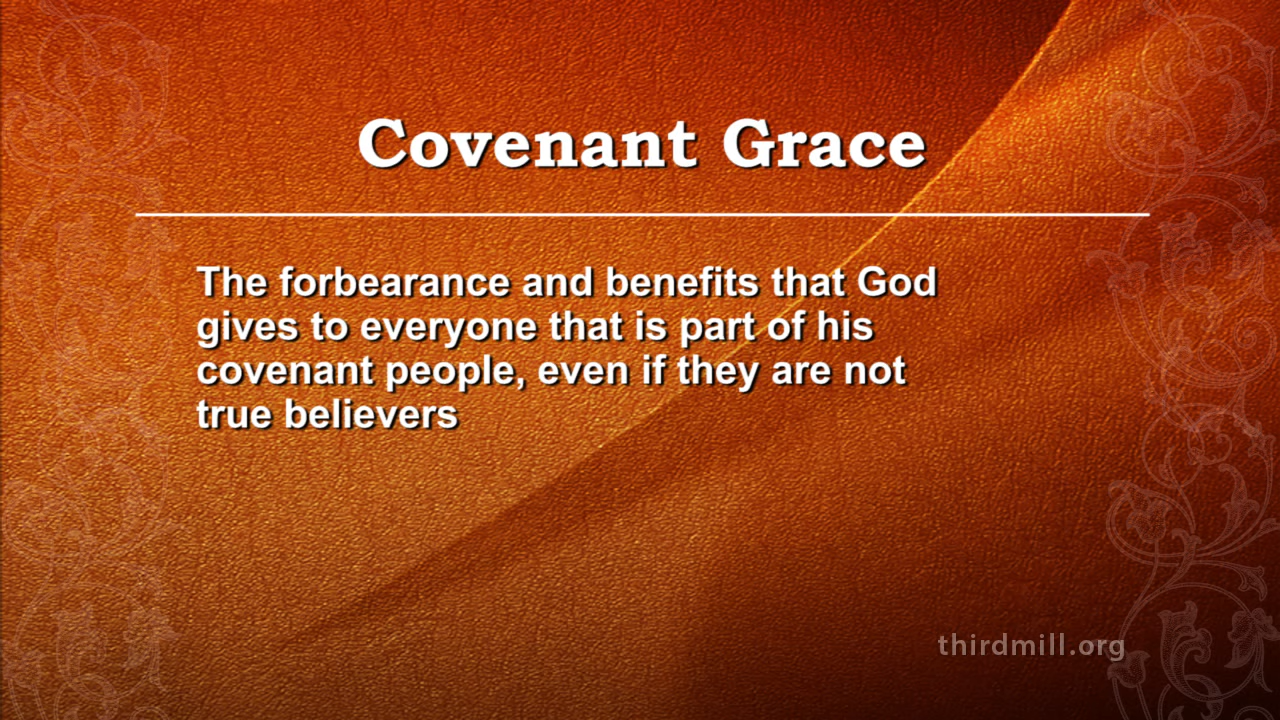 Covenant Grace
The forbearance and benefits that God
gives to everyone that is part of his
covenant people, even if they are not
true believers
thirdmill.org